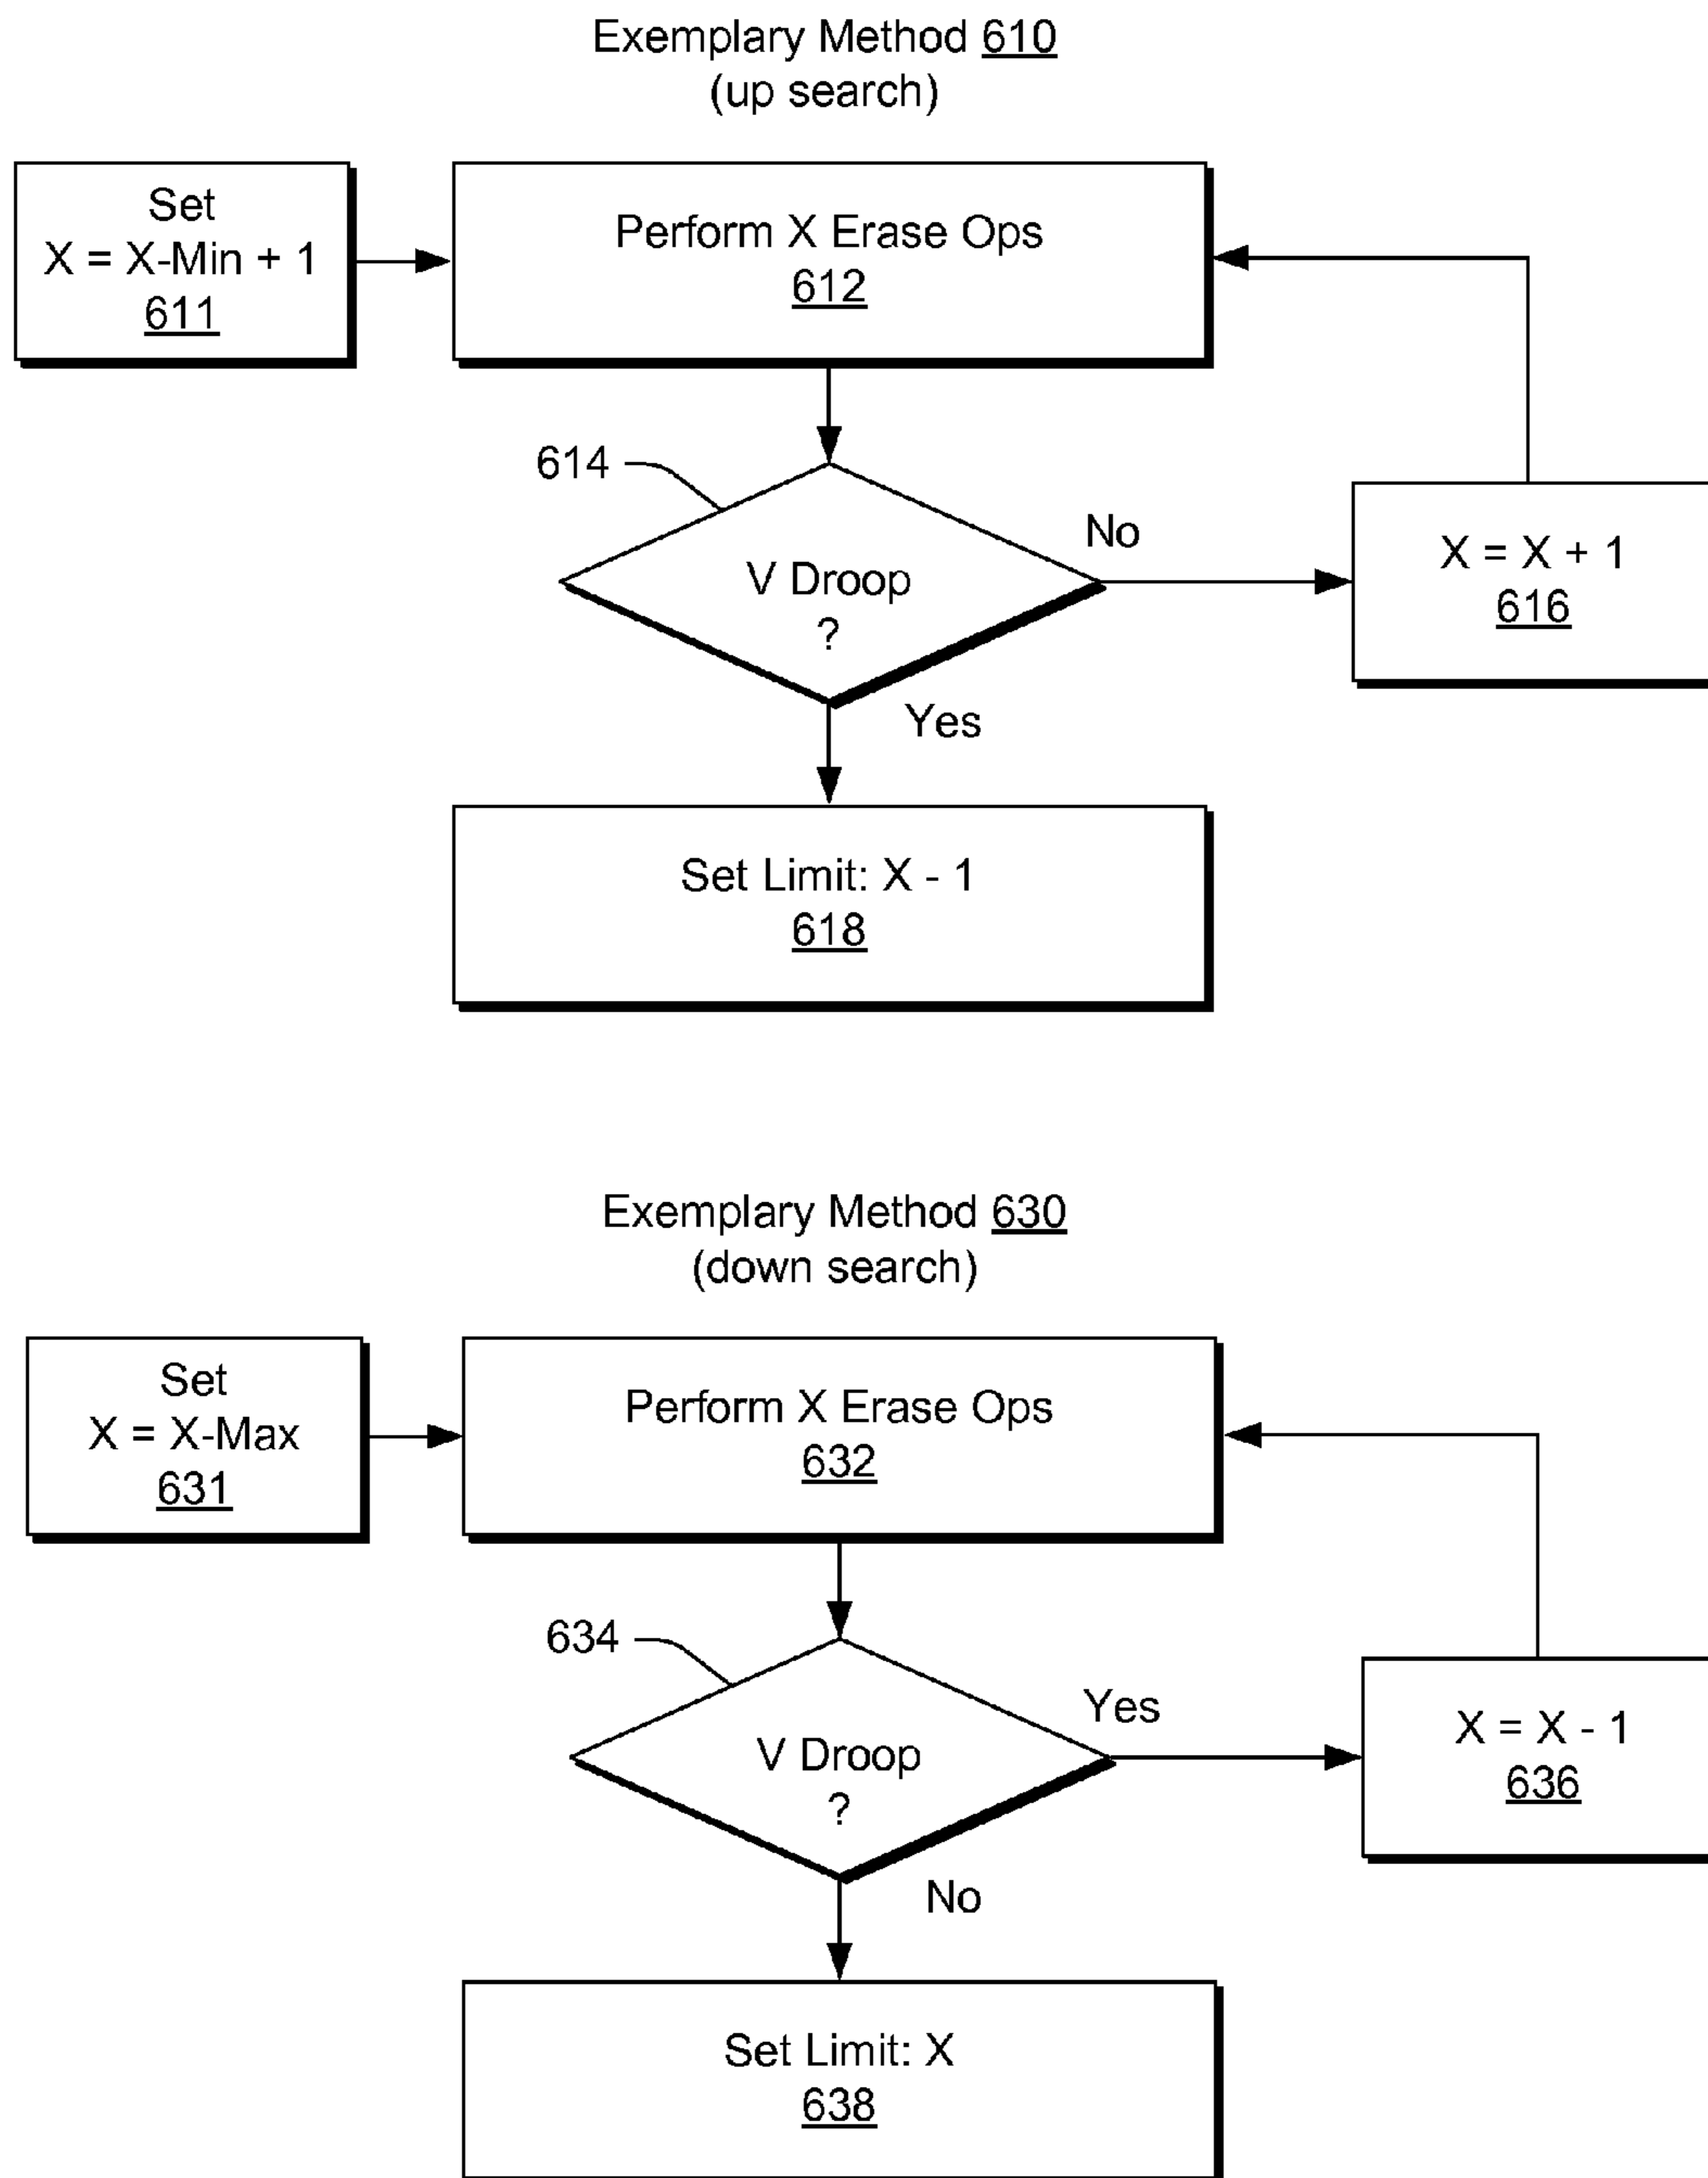 Exemplary Method 610
(up search)
Set
X = X-Min + 1
611
Perform X Erase Ops
612
614
V Droop
?
No
X = X + 1
616
Yes
Set Limit: X - 1
618
Exemplary Method 630
(down search)
Set
X = X-Max
631
Perform X Erase Ops
632
634
V Droop
?
Yes
X = X - 1
636
No
Set Limit: X
638